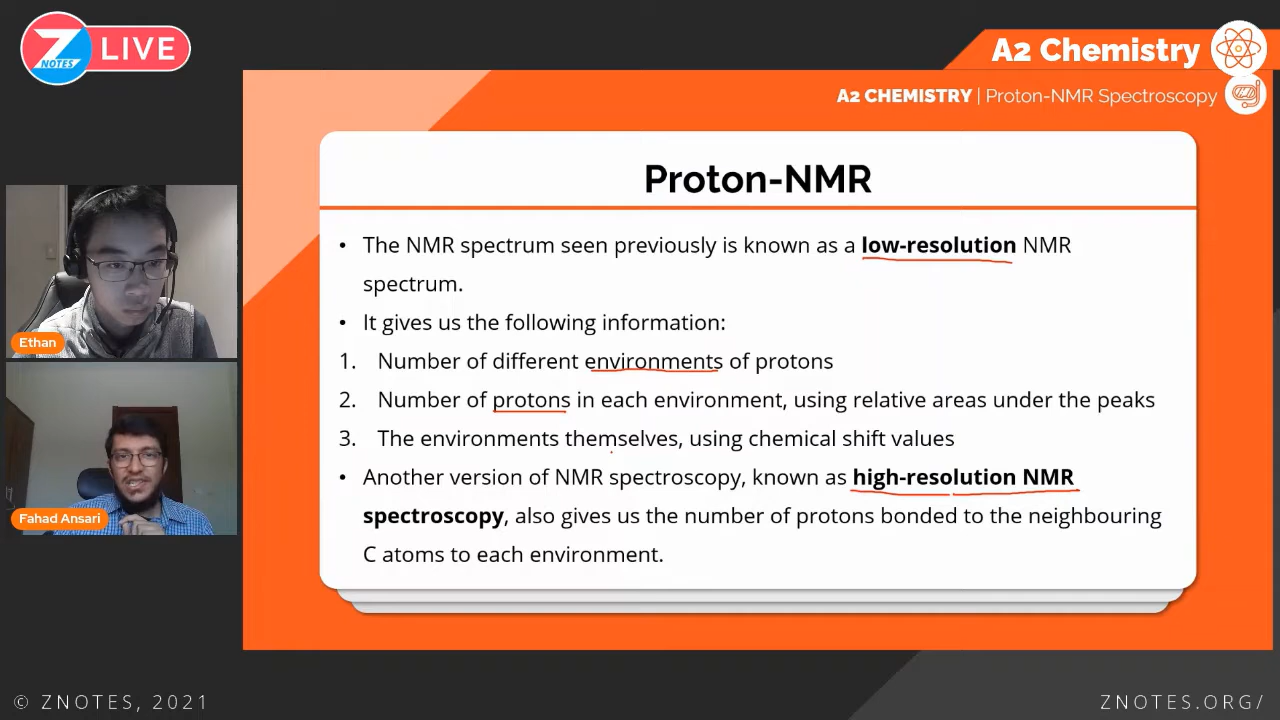 Z NOTES LIVE
A2 Chemistry
A2 CHEMISTRY | Proton-NMR Spectroscopy
Proton-NMR
• The NMR spectrum seen previously is known as a low-resolution NMR
spectrum.
• It gives us the following information:
1. Number of different environments of protons
2. Number of protons in each environment, using relative areas under the peaks
3. The environments themselves, using chemical shift values
• Another version of NMR spectroscopy, known as high-resolution NMR
spectroscopy, also gives us the number of protons bonded to the neighbouring
C atoms to each environment.
Ethan
Fahad Ansari
© ZNOTES, 2021
ZNOTES.ORG/